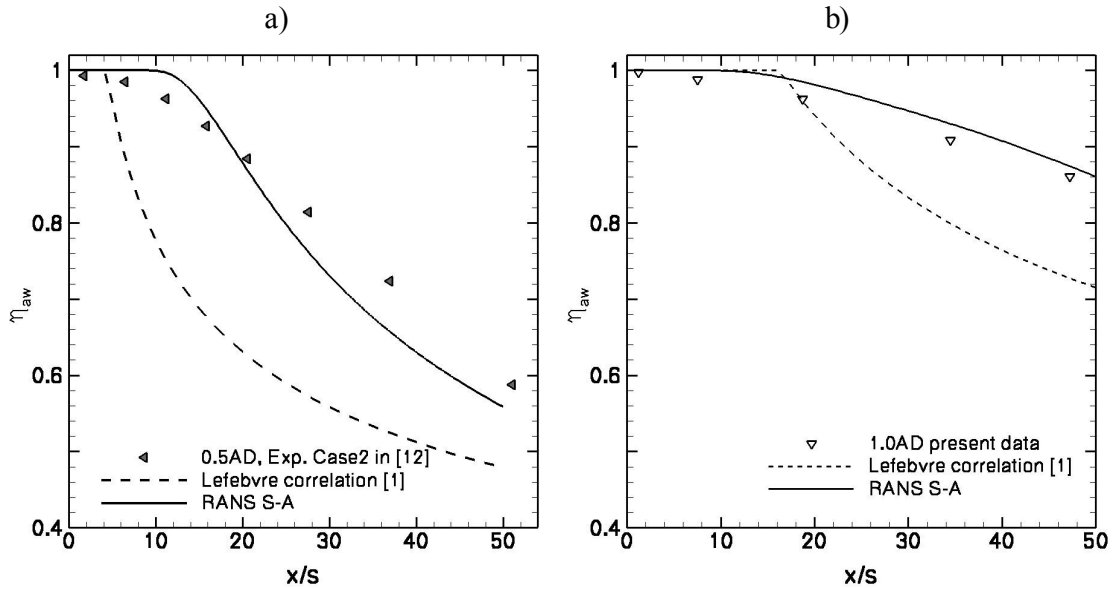 a)
1
0.8
η_aw
0.6
0.4
0 10 20 30 40 50
x/s
0.5AD, Exp. Case2 in [12]
Lefebvre correlation [1]
RANS S-A
b)
1
0.8
η_aw
0.6
0.4
0 10 20 30 40 50
x/s
1.0AD present data
Lefebvre correlation [1]
RANS S-A